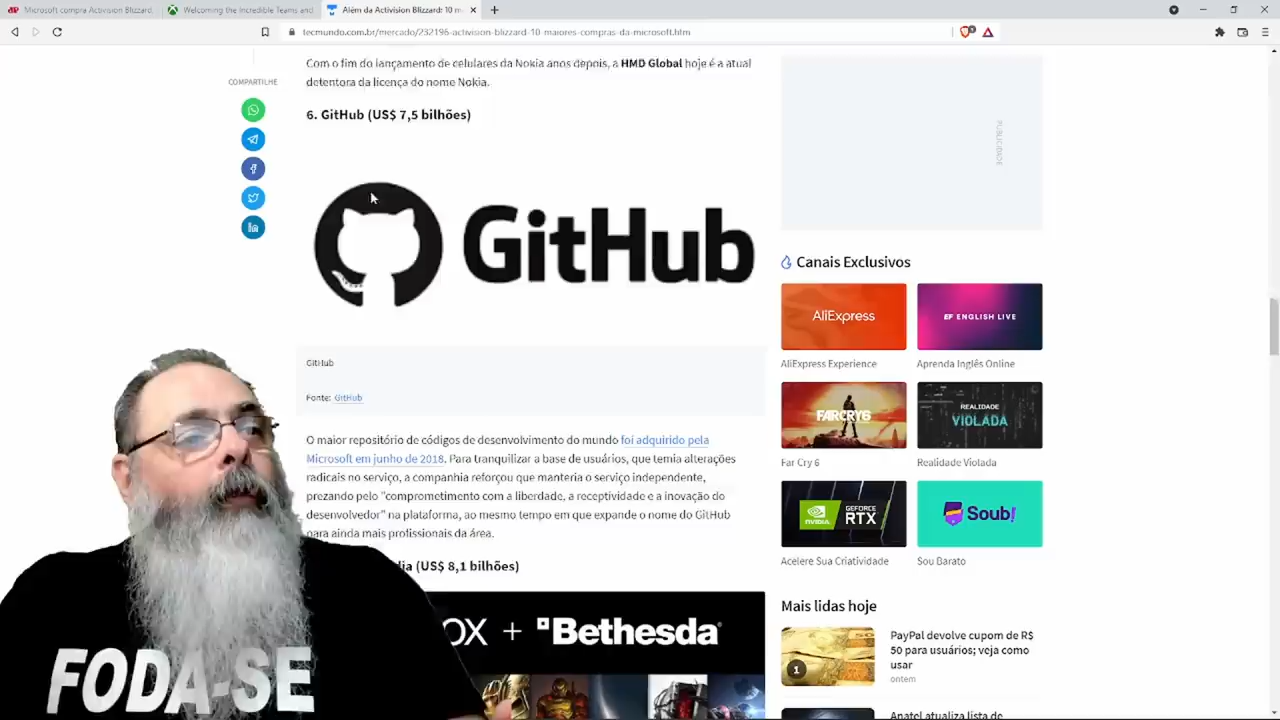 Microsoft compra Activision Blizzard,
Welcoming the Incredible Teams and
Além da Activision Blizzard: 10 m
tecmundo.com.br/mercado/232196-activision-blizzard-10-maiores-compras-da-microsoft.htm
COMPARTILHE
Com o fim do lançamento de celulares da Nokia anos depois, a HMD Global hoje é a atual
detentora da licença do nome Nokia.
6. GitHub (US$ 7,5 bilhões)
GitHub
GitHub
Fonte: GitHub
O maior repositório de códigos de desenvolvimento do mundo foi adquirido pela
Microsoft em junho de 2018. Para tranquilizar a base de usuários, que temia alterações
radicais no serviço, a companhia reforçou que manteria o serviço independente,
prezando pelo "comprometimento com a liberdade, a receptividade e a inovação do
desenvolvedor" na plataforma, ao mesmo tempo em que expande o nome do GitHub
para ainda mais profissionais da área.
dia (US$ 8,1 bilhões)
OX + Bethesda
FODA-SE
PUBLICIDADE
Canais Exclusivos
AliExpress
AliExpress Experience
EF ENGLISH LIVE
Aprenda Inglês Online
FARCRY6
Far Cry 6
REALIDADE
VIOLADA
Realidade Violada
NVIDIA
GEFORCE
RTX
Acelere Sua Criatividade
Soub!
Sou Barato
Mais lidas hoje
1
PayPal devolve cupom de R$
50 para usuários; veja como
usar
ontem
Anatel atualiza lista de